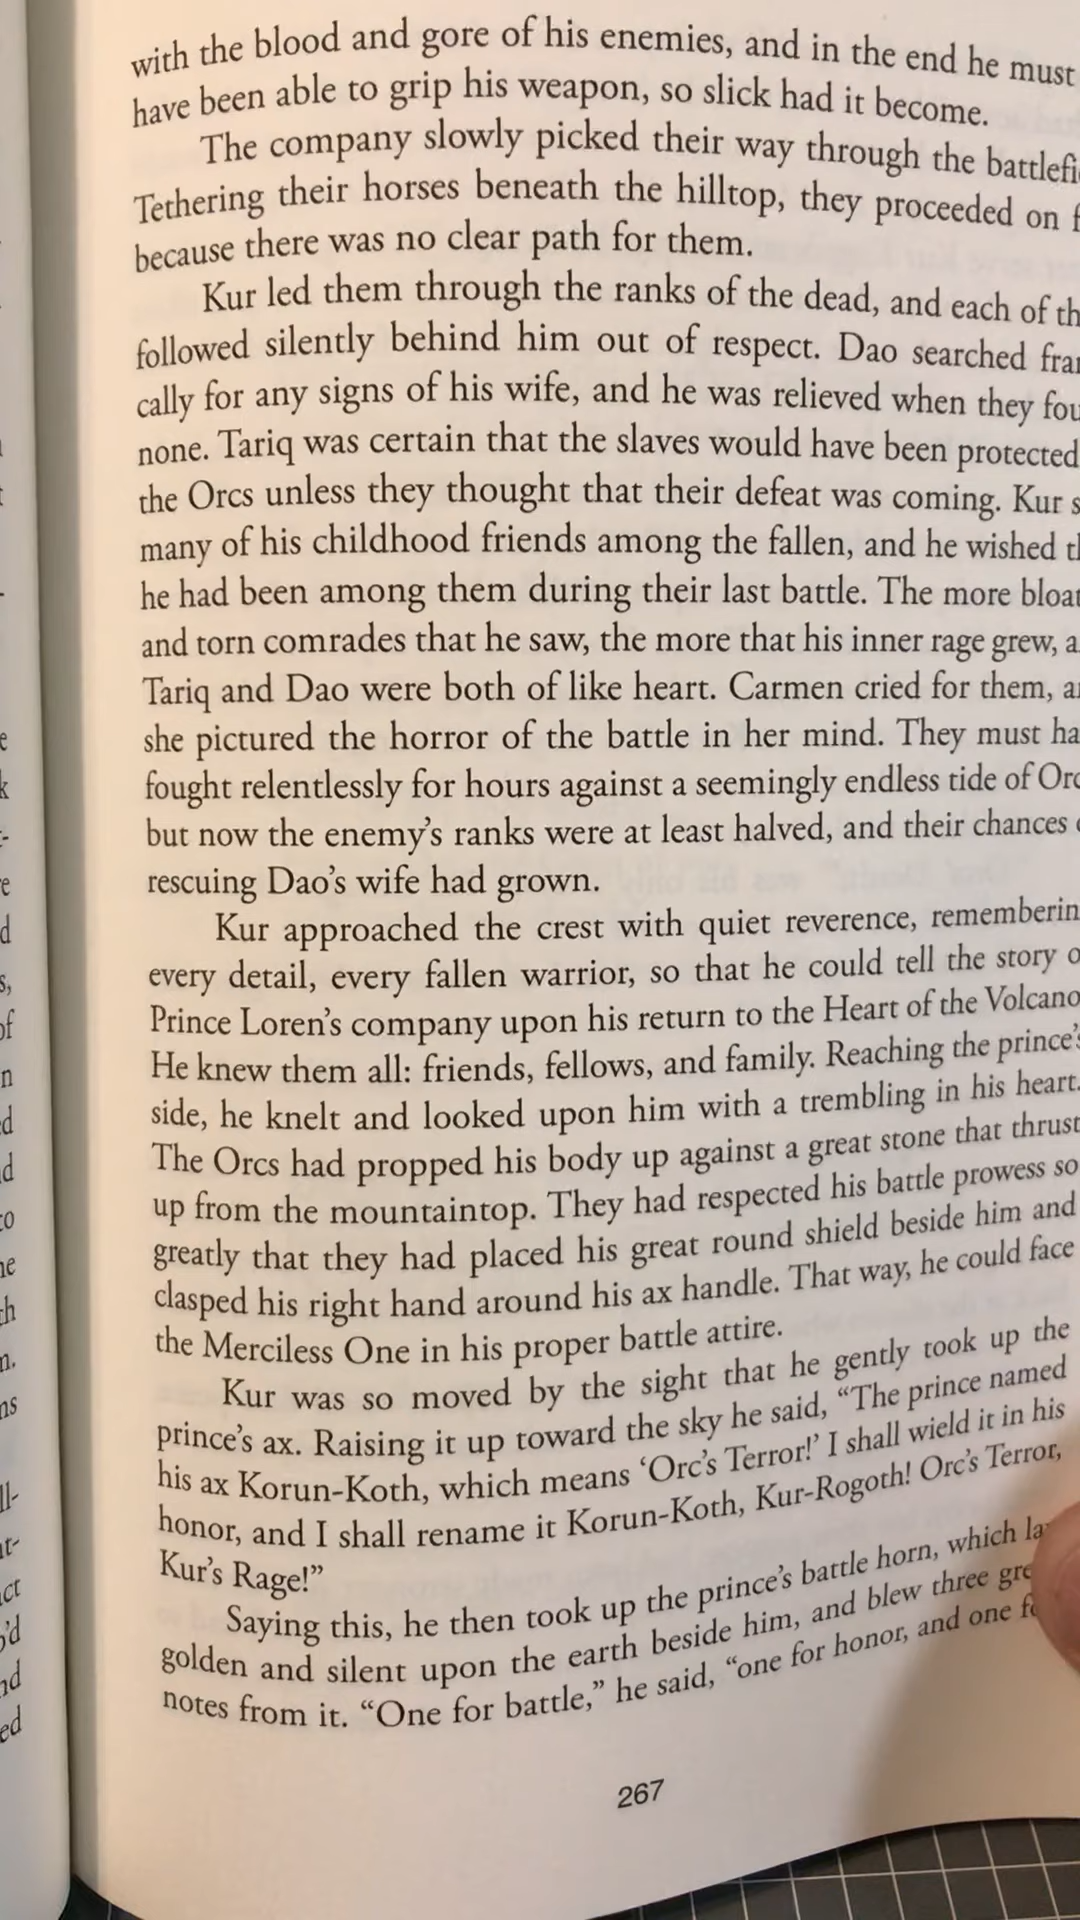 with the blood and gore of his enemies, and in the end he must
have been able to grip his weapon, so slick had it become.
The company slowly picked their way through the
Tethering their horses beneath the hilltop, they proceeded on
because there was no clear path for them.
Kur led them through the ranks of the dead, and each of
followed silently behind him out of respect. Dao searched
cally for any signs of his wife, and he was relieved when they
none. Tariq was certain that the slaves would have been protected
the Orcs unless they thought that their defeat was coming. Kur
many of his childhood friends among the fallen, and he wished
he had been among them during their last battle. The more
and torn comrades that he saw, the more that his inner rage grew,
Tariq and Dao were both of like heart. Carmen cried for them,
she pictured the horror of the battle in her mind. They must
fought relentlessly for hours against a seemingly endless tide of
but now the enemy's ranks were at least halved, and their chances
rescuing Dao's wife had grown.
Kur approached the crest with quiet reverence,
every detail, every fallen warrior, so that he could tell the story
Prince Loren's company upon his return to the Heart of the Volcano
He knew them all: friends, fellows, and family. Reaching the prince's
side, he knelt and looked upon him with a trembling in his heart.
The Orcs had propped his body up against a great stone that thrust
up from the mountaintop. They had respected his battle prowess so
greatly that they had placed his great round shield beside him and
clasped his right hand around his ax handle. That way, he could face
the Merciless One in his proper battle attire.
Kur was so moved by the sight that he gently took up the
prince's ax. Raising it up toward the sky he said, “The prince named
his ax Korun-Koth, which means ‘Orc's Terror!’ I shall wield it in his
honor, and I shall rename it Korun-Koth, Kur-Rogoth! Orc's Terror,
Kur's Rage!”
Saying this, he then took up the prince's battle horn, which
golden and silent upon the earth beside him, and blew three
notes from it. “One for battle,” he said, “one for honor, and one
267